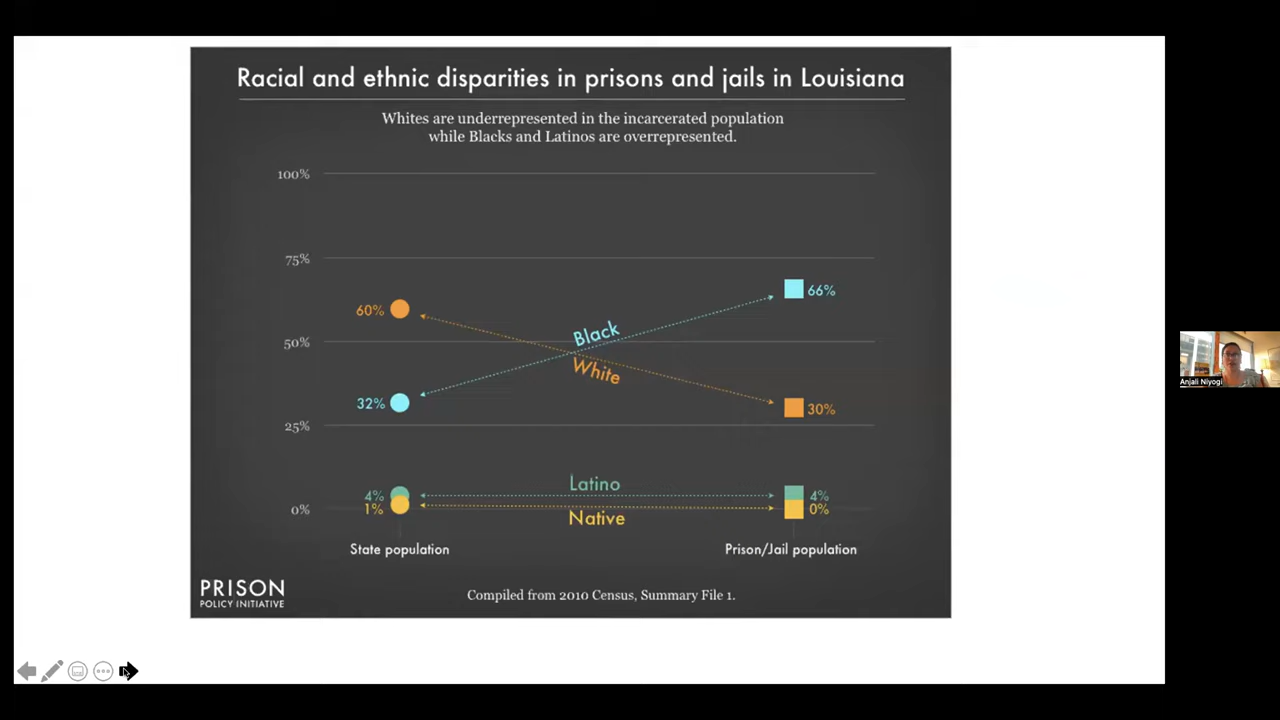 Racial and ethnic disparities in prisons and jails in Louisiana
Whites are underrepresented in the incarcerated population
while Blacks and Latinos are overrepresented.
100%
75%
66%
60%
50%
Black
White
32%
30%
25%
Latino
4%
4%
1%
Native
0%
0%
State population
Prison/Jail population
PRISON
POLICY INITIATIVE
Compiled from 2010 Census, Summary File 1.
Anjali Niyogi